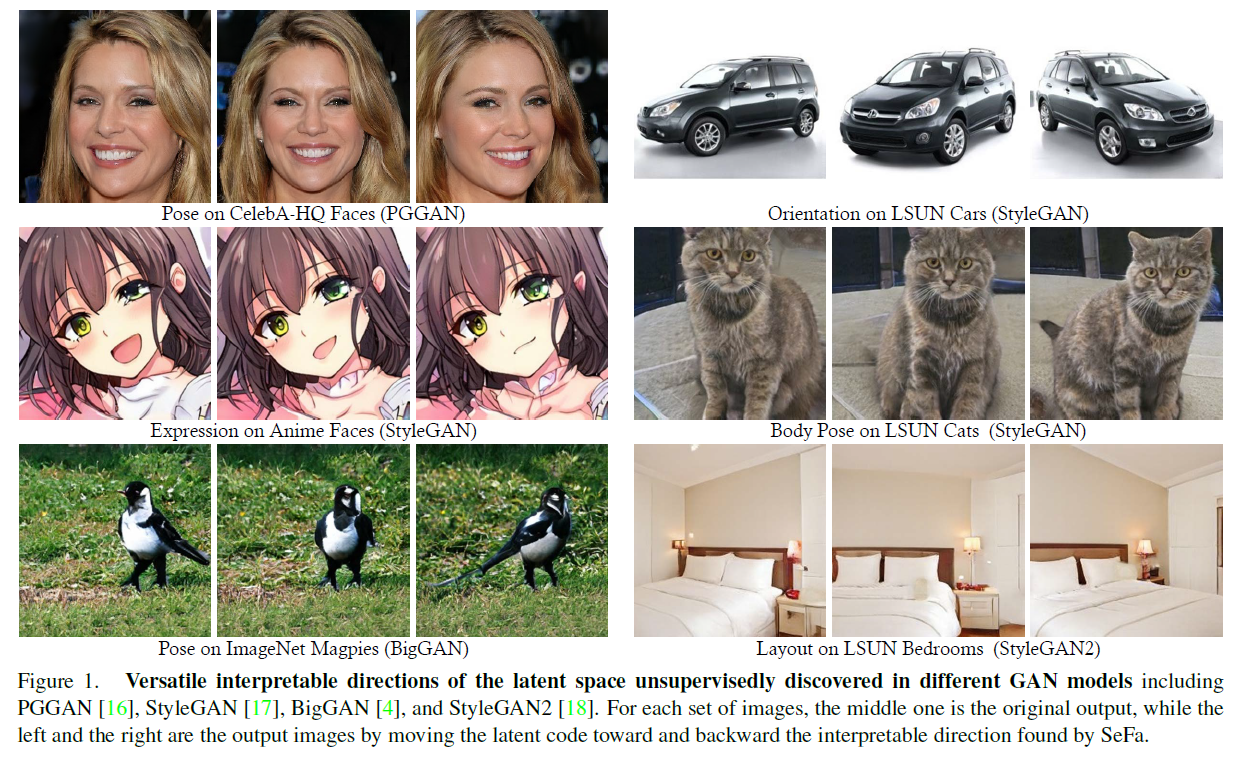 Pose on CelebA-HQ Faces (PGGAN)
Orientation on LSUN Cars (StyleGAN)
Expression on Anime Faces (StyleGAN)
Body Pose on LSUN Cats (StyleGAN)
Pose on ImageNet Magpies (BigGAN)
Layout on LSUN Bedrooms (StyleGAN2)
Figure 1. Versatile interpretable directions of the latent space unsupervisedly discovered in different GAN models including
PGGAN [16], StyleGAN [17], BigGAN [4], and StyleGAN2 [18]. For each set of images, the middle one is the original output, while the
left and the right are the output images by moving the latent code toward and backward the interpretable direction found by SeFa.